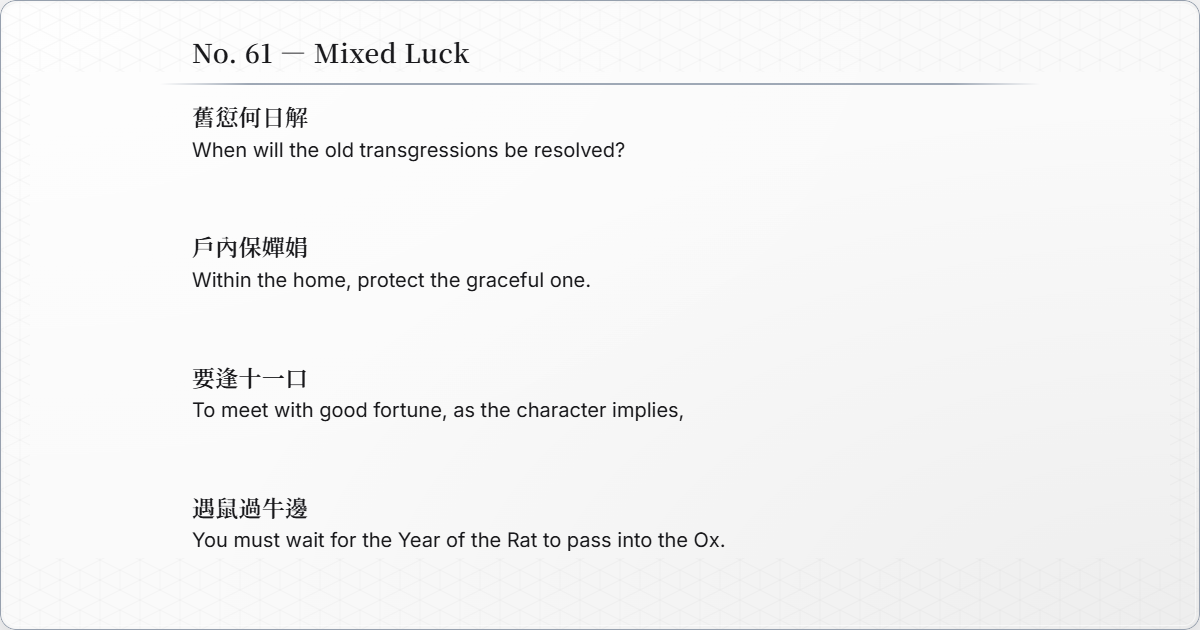 No. 61 — Mixed Luck
舊愆何日解
When will the old transgressions be resolved?
戶內保嬋娟
Within the home, protect the graceful one.
要逢十一口
To meet with good fortune, as the character implies,
遇鼠過牛邊
You must wait for the Year of the Rat to pass into the Ox.